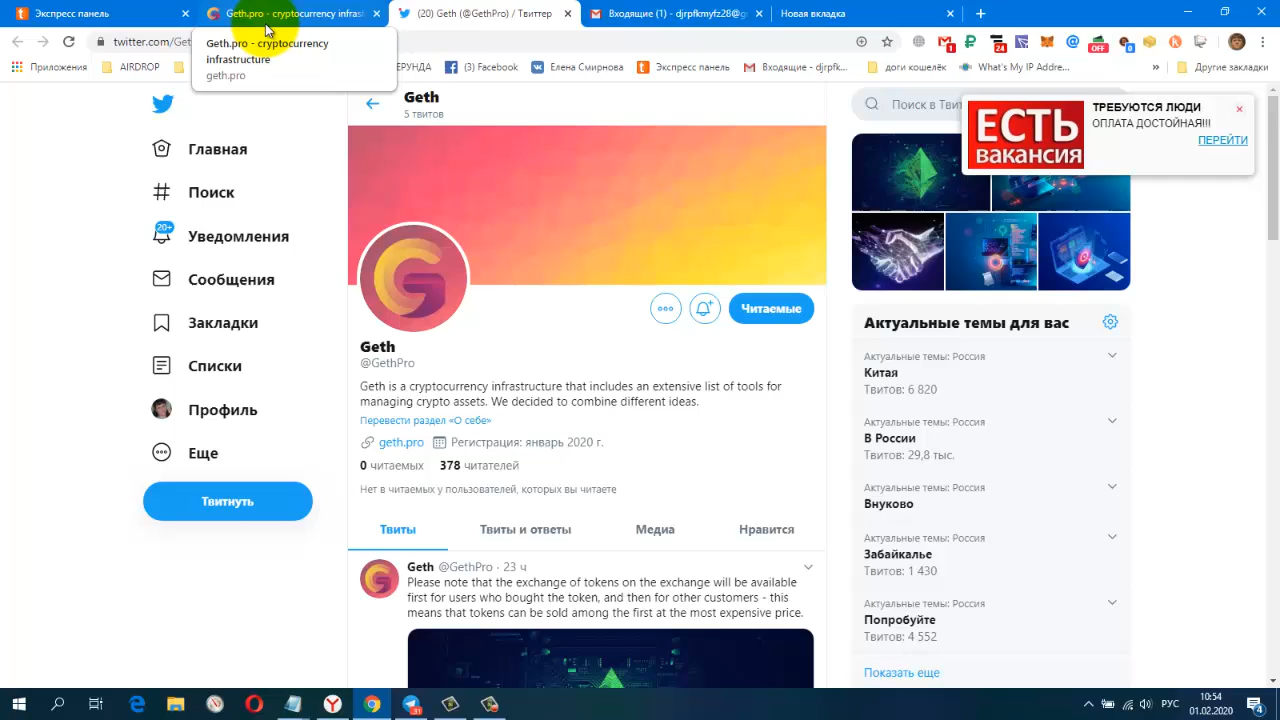 Экспресс панель
Geth.pro - cryptocurrency infrast
(20) Geth (@GethPro) / Твиттер
Входящие (1) - djrpfkmyfz28@g
Новая вкладка
twitter.com/Get
Geth.pro - cryptocurrency
infrastructure
geth.pro
1
24
OFF
0
Приложения
AIRDROP
ЕРУНДА
(3) Facebook
Елена Смирнова
Экспресс панель
Входящие - djrpfk...
доги кошелёк
What's My IP Addre...
»
Другие закладки
Главная
Поиск
20+
Уведомления
Сообщения
Закладки
Списки
Профиль
Еще
Твитнуть
Geth
5 твитов
Читаемые
Geth
@GethPro
Geth is a cryptocurrency infrastructure that includes an extensive list of tools for
managing crypto assets. We decided to combine different ideas.
Перевести раздел «О себе»
geth.pro Регистрация: январь 2020 г.
0 читаемых 378 читателей
Нет в читаемых у пользователей, которых вы читаете
Твиты
Твиты и ответы
Медиа
Нравится
Geth @GethPro · 23 ч
Please note that the exchange of tokens on the exchange will be available
first for users who bought the token, and then for other customers - this
means that tokens can be sold among the first at the most expensive price.
Поиск в Тви
ЕСТЬ
вакансия
ТРЕБУЮТСЯ ЛЮДИ
ОПЛАТА ДОСТОЙНАЯ!!!
ПЕРЕЙТИ
Актуальные темы для вас
Актуальные темы: Россия
Китая
Твитов: 6 820
Актуальные темы: Россия
В России
Твитов: 29,8 тыс.
Актуальные темы: Россия
Внуково
Актуальные темы: Россия
Забайкалье
Твитов: 1 430
Актуальные темы: Россия
Попробуйте
Твитов: 4 552
Показать еще
31
РУС
10:54
01.02.2020
4